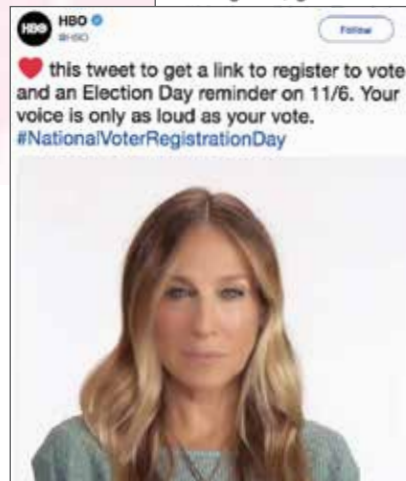 HBO
HBO
@HBO
Follow
❤ this tweet to get a link to register to vote
and an Election Day reminder on 11/6. Your
voice is only as loud as your vote.
#NationalVoterRegistrationDay